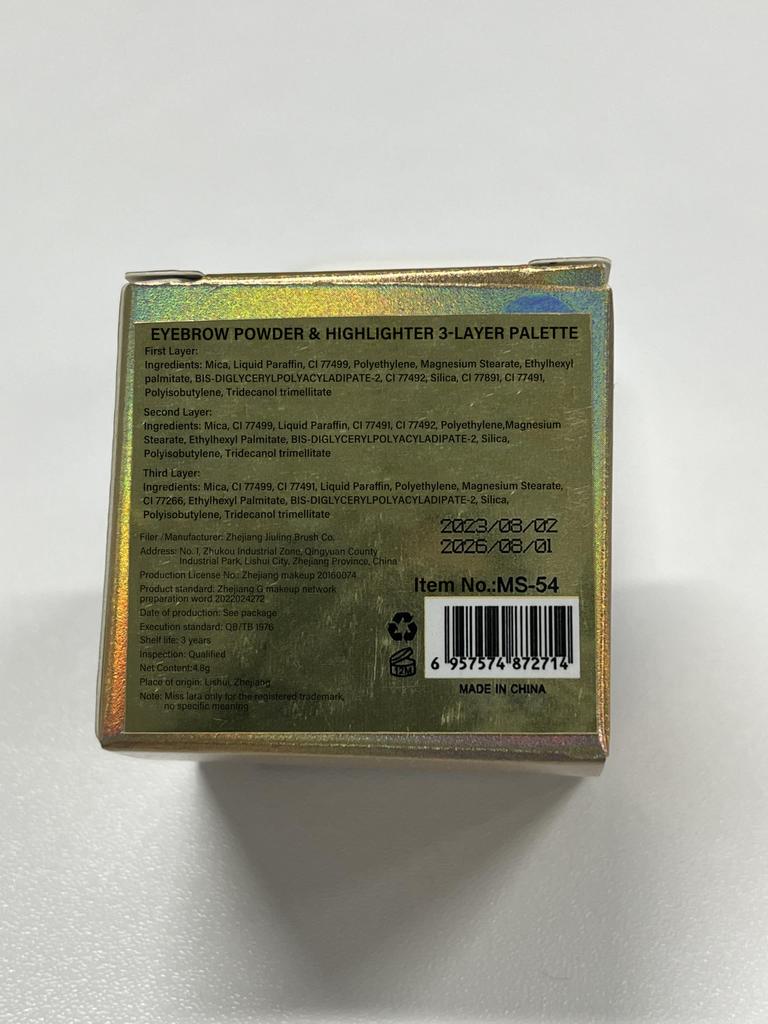 EYEBROW POWDER & HIGHLIGHTER 3-LAYER PALETTE
First Layer:
Ingredients: Mica, Liquid Paraffin, CI 77499, Polyethylene, Magnesium Stearate, Ethylhexyl
palmitate, BIS-DIGLYCERYLPOLYACYLADIPATE-2, CI 77492, Silica, CI 77891, CI 77491,
Polyisobutylene, Tridecanol trimellitate
Second Layer:
Ingredients: Mica, CI 77499, Liquid Paraffin, CI 77491, CI 77492, Polyethylene,Magnesium
Stearate, Ethylhexyl Palmitate, BIS-DIGLYCERYLPOLYACYLADIPATE-2, Silica,
Polyisobutylene, Tridecanol trimellitate
Third Layer:
Ingredients: Mica, CI 77499, CI 77491, Liquid Paraffin, Polyethylene, Magnesium Stearate,
CI 77266, Ethylhexyl Palmitate, BIS-DIGLYCERYLPOLYACYLADIPATE-2, Silica,
Polyisobutylene, Tridecanol trimellitate
Filer /Manufacturer: Zhejiang Jiuling Brush Co.
Address: No. 1, Zhukou Industrial Zone, Qingyuan County
Industrial Park, Lishui City, Zhejiang Province, China
Production License No.: Zhejiang makeup 20160074
Product standard: Zhejiang G makeup network
preparation word 2022024272
Date of production: See package
Execution standard: QB/TB 1976
Shelf life: 3 years
Inspection: Qualified
Net Content:4.8g
Place of origin: Lishui, Zhejiang
Note: Miss lara only for the registered trademark,
no specific meaning
2023/08/02
2026/08/01
Item No.:MS-54
12M
6 957574 872714
MADE IN CHINA